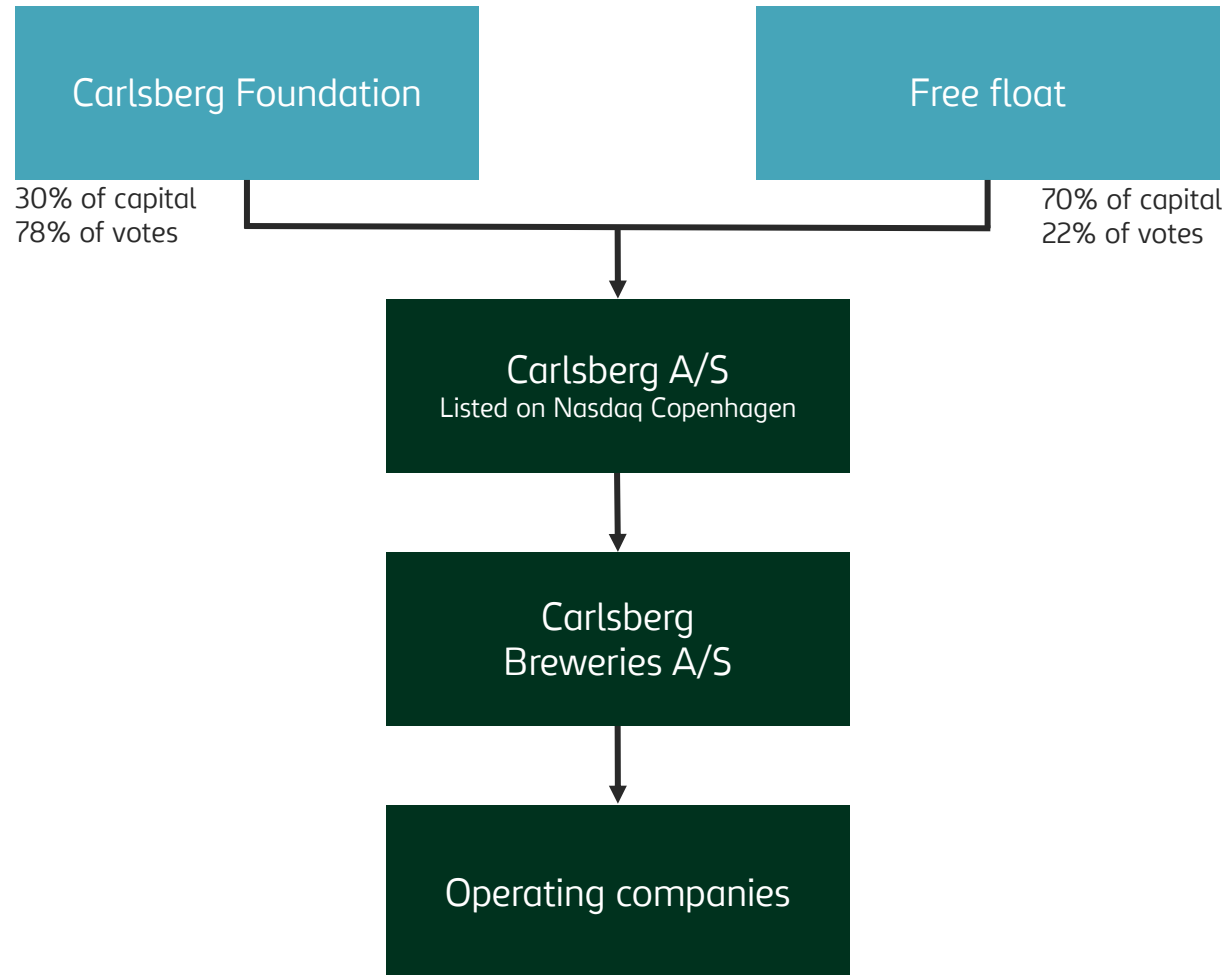 Carlsberg Foundation
Free float
30% of capital
78% of votes
70% of capital
22% of votes
Carlsberg A/S
Listed on Nasdaq Copenhagen
Carlsberg
Breweries A/S
Operating companies